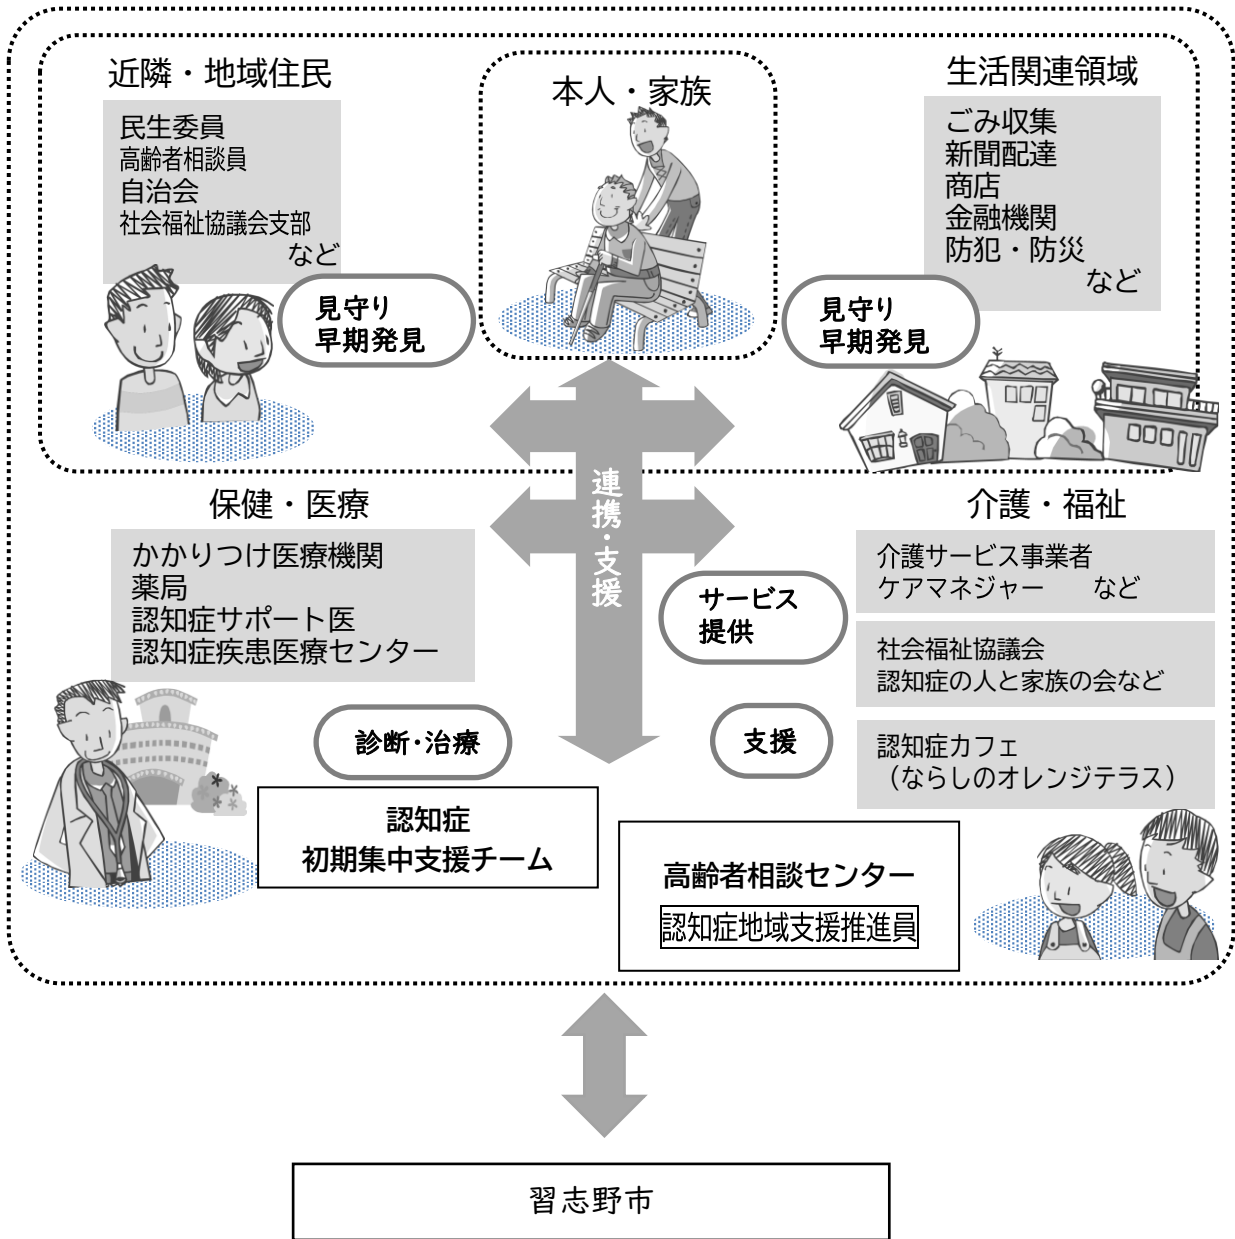 近隣・地域住民
民生委員
高齢者相談員
自治会
社会福祉協議会支部
など
見守り
早期発見
本人・家族
生活関連領域
ごみ収集
新聞配達
商店
金融機関
防犯・防災
など
見守り
早期発見
連携・支援
保健・医療
かかりつけ医療機関
薬局
認知症サポート医
認知症疾患医療センター
診断・治療
介護・福祉
介護サービス事業者
ケアマネジャー　など
社会福祉協議会
認知症の人と家族の会など
認知症カフェ
（ならしのオレンジテラス）
サービス
提供
支援
認知症
初期集中支援チーム
高齢者相談センター
認知症地域支援推進員
習志野市